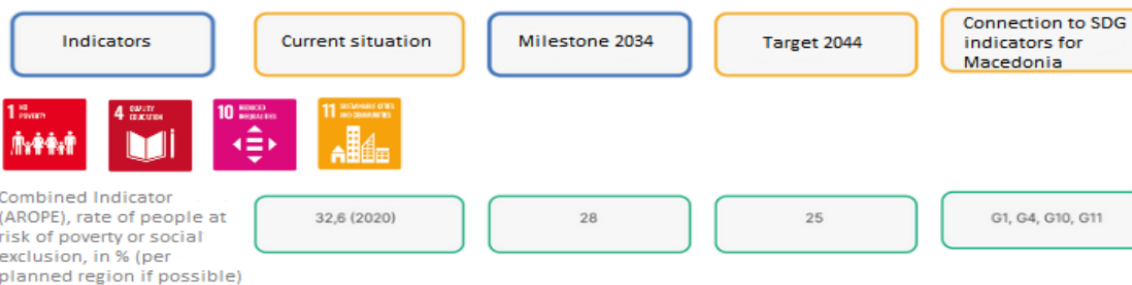 Indicators
Current situation
Milestone 2034
Target 2044
Connection to SDG
indicators for
Macedonia
1 NO
POVERTY
4 QUALITY
EDUCATION
10 REDUCED
INEQUALITIES
11 SUSTAINABLE CITIES
AND COMMUNITIES
Combined Indicator
(AROPE), rate of people at
risk of poverty or social
exclusion, in % (per
planned region if possible)
32,6 (2020)
28
25
G1, G4, G10, G11